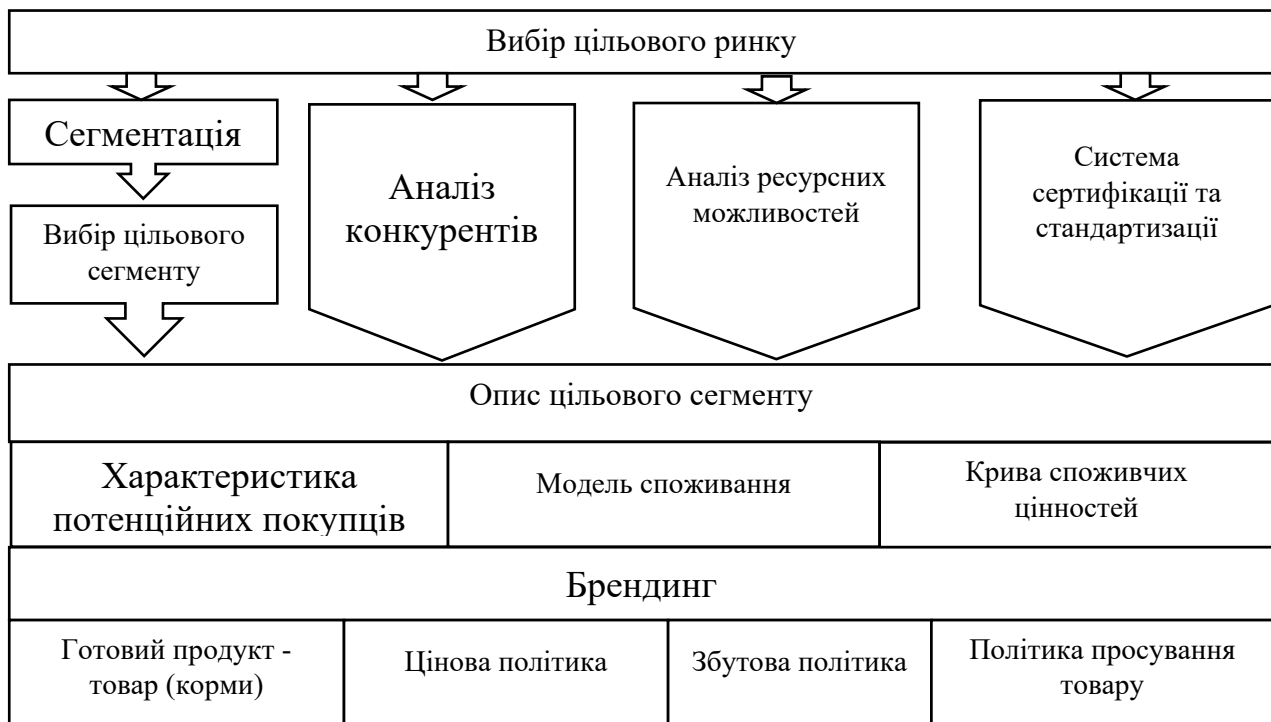 Вибір цільового ринку
Сегментація
Вибір цільового
сегменту
Аналіз
конкурентів
Аналіз ресурсних
можливостей
Система
сертифікації та
стандартизації
Опис цільового сегменту
Характеристика
потенційних покупців
Модель споживання
Крива споживчих
цінностей
Брендинг
Готовий продукт -
товар (корми)
Цінова політика
Збутова політика
Політика просування
товару